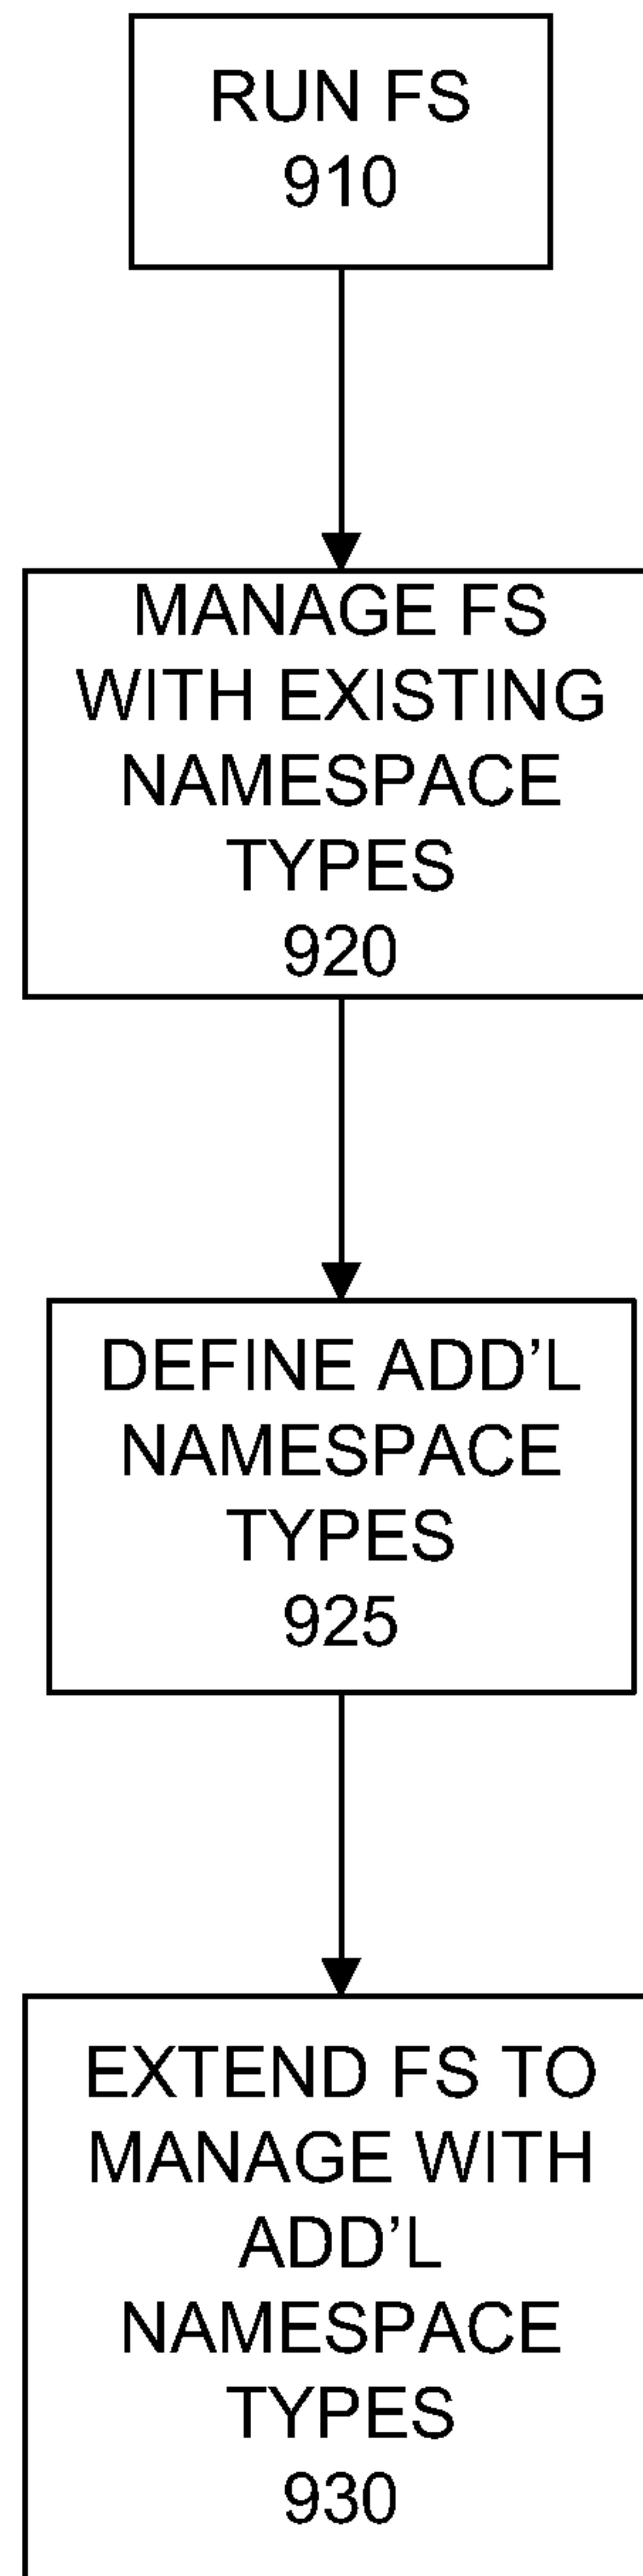 RUN FS
910
MANAGE FS
WITH EXISTING
NAMESPACE
TYPES
920
DEFINE ADD’L
NAMESPACE
TYPES
925
EXTEND FS TO
MANAGE WITH
ADD’L
NAMESPACE
TYPES
930